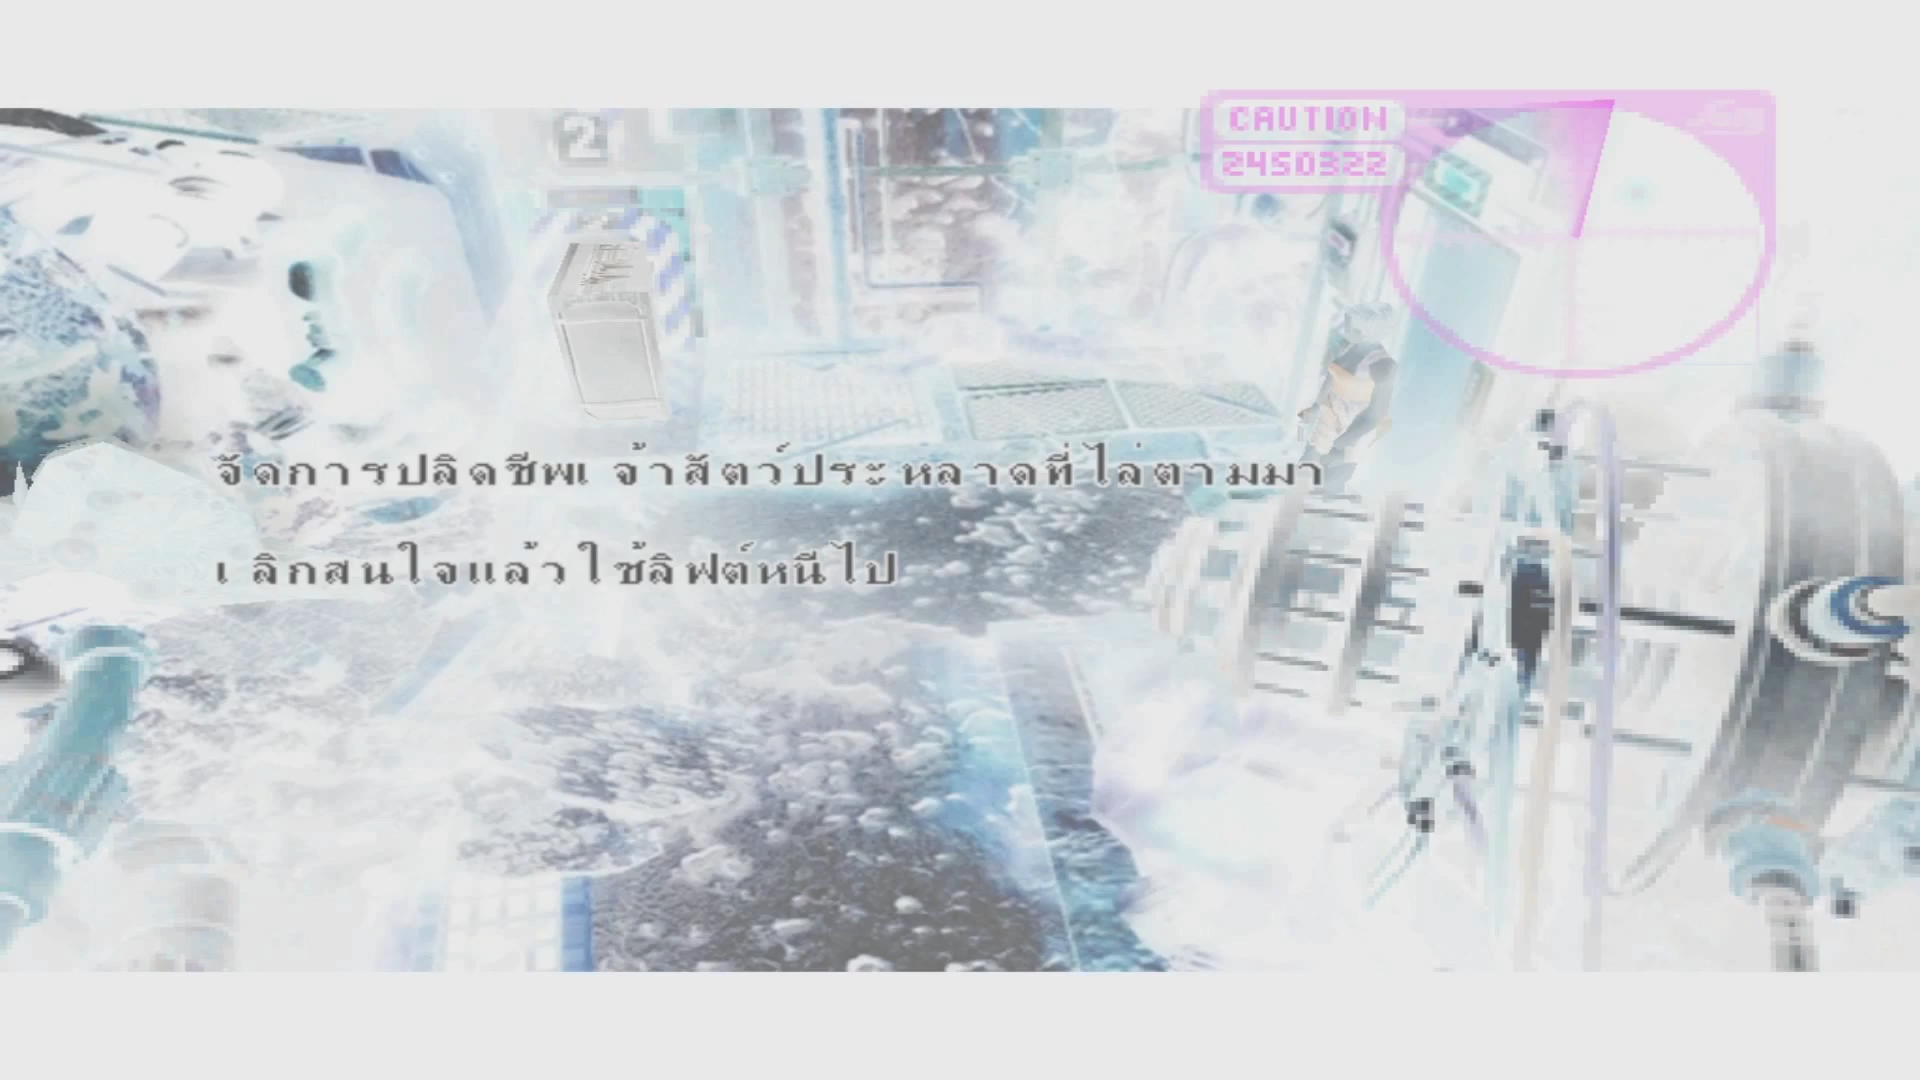 2
CAUTION
2450322
จัดการปลิดชีพเจ้าสัตว์ประหลาดที่ไล่ตามมา
เลิกสนใจแล้วใช้ลิฟต์หนีไป